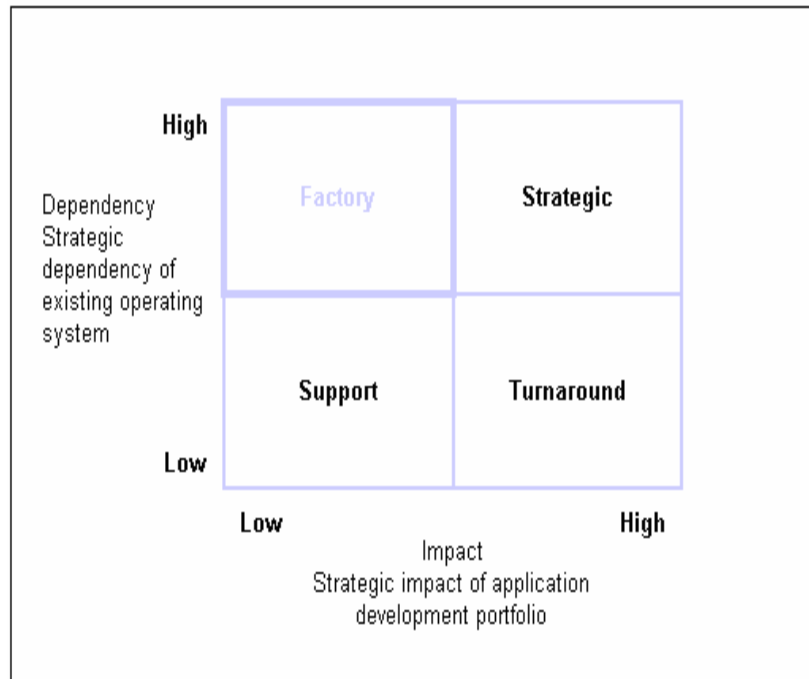 High
Factory
Strategic
Dependency
Strategic
dependency of
existing operating
system
Support
Turnaround
Low
Low
High
Impact
Strategic impact of application
development portfolio